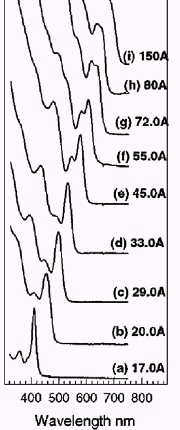 (i) 150A
(h) 80A
(g) 72.0A
(f) 55.0A
(e) 45.0A
(d) 33.0A
(c) 29.0A
(b) 20.0A
(a) 17.0A
400 500 600 700 800
Wavelength nm